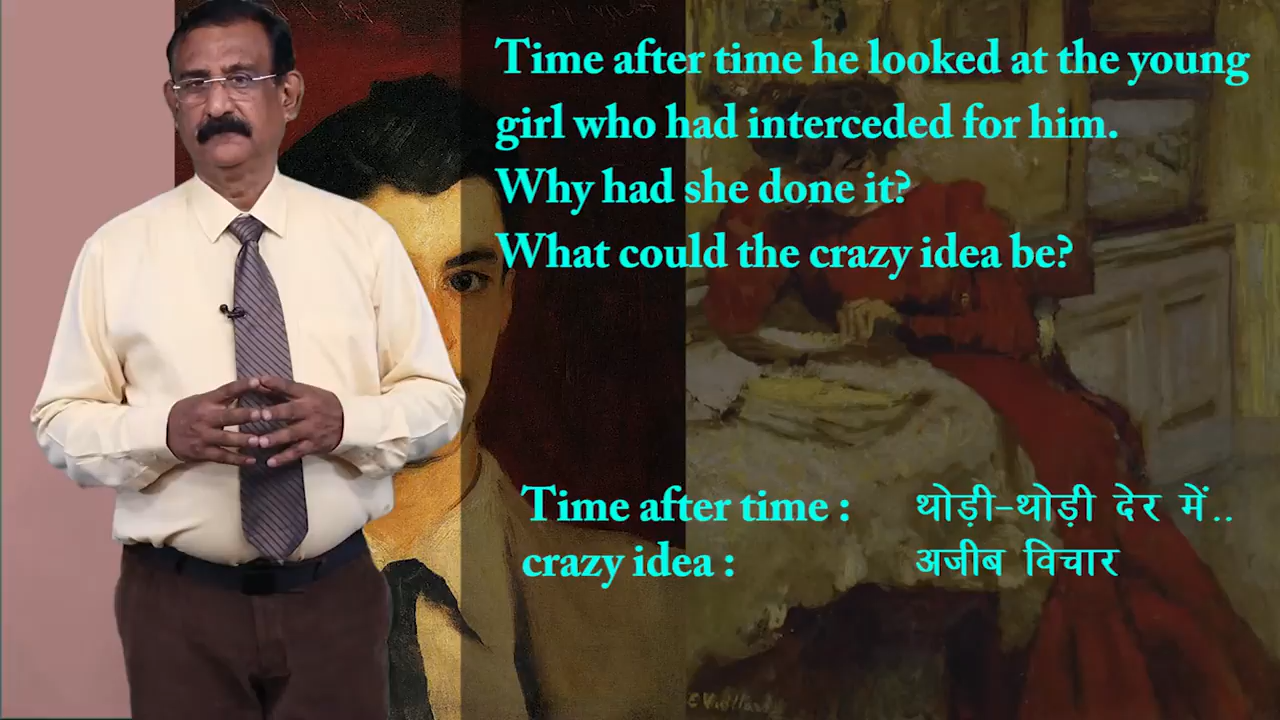 Time after time he looked at the young
girl who had interceded for him.
Why had she done it?
What could the crazy idea be?
Time after time : थोड़ी-थोड़ी देर में..
crazy idea : अजीब विचार